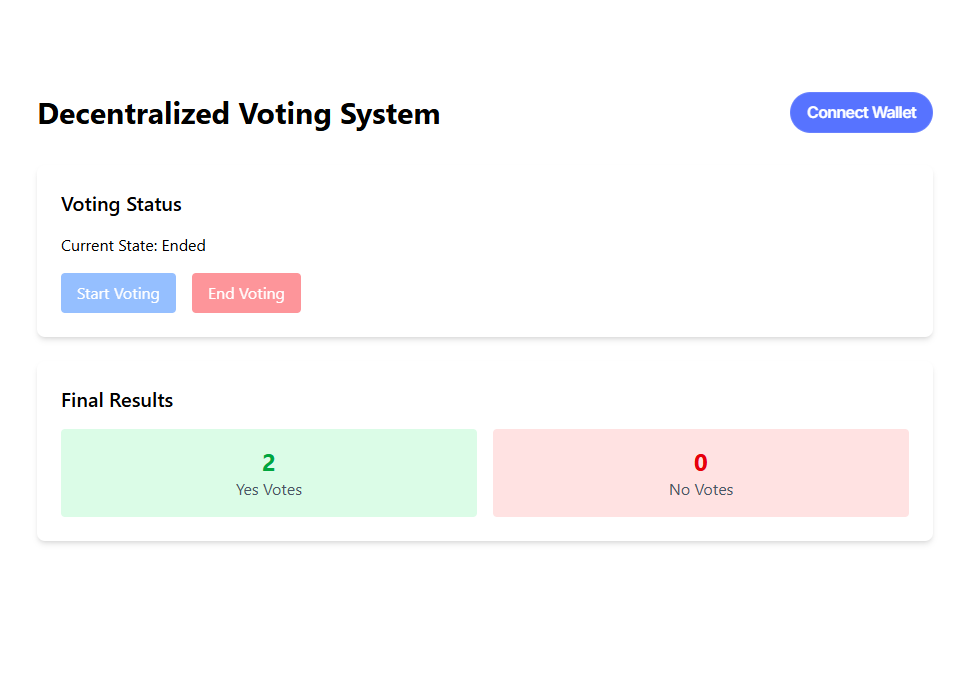 Decentralized Voting System
Connect Wallet
Voting Status
Current State: Ended
Start Voting
End Voting
Final Results
2
Yes Votes
0
No Votes